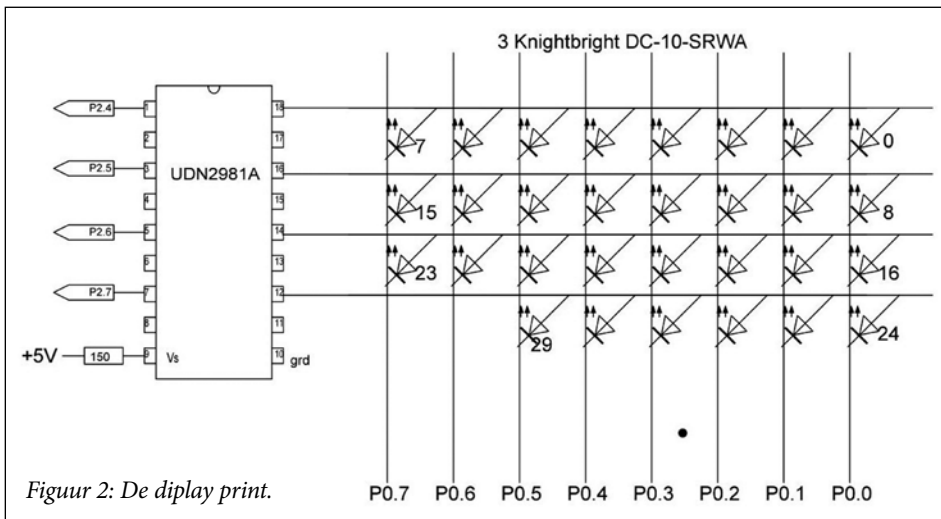 3 Knightbright DC-10-SRWA
P2.4 1 18
7 0
2 17
P2.5 3 UDN2981A 16
4 15
15 8
P2.6 5 14
6 13
23 16
P2.7 7 12
8 11
29 24
+5V 150 9 Vs 10 grd
Figuur 2: De diplay print.
P0.7 P0.6 P0.5 P0.4 P0.3 P0.2 P0.1 P0.0